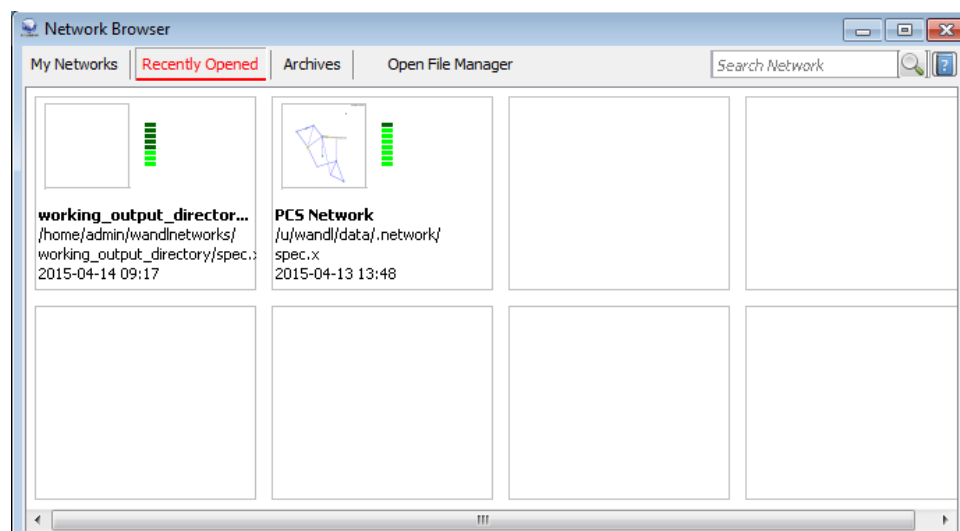 Network Browser
My Networks Recently Opened Archives Open File Manager Search Network
working_output_director...
/home/admin/wandlnetworks/
working_output_directory/spec.x
2015-04-14 09:17
PCS Network
/u/wandl/data/.network/
spec.x
2015-04-13 13:48